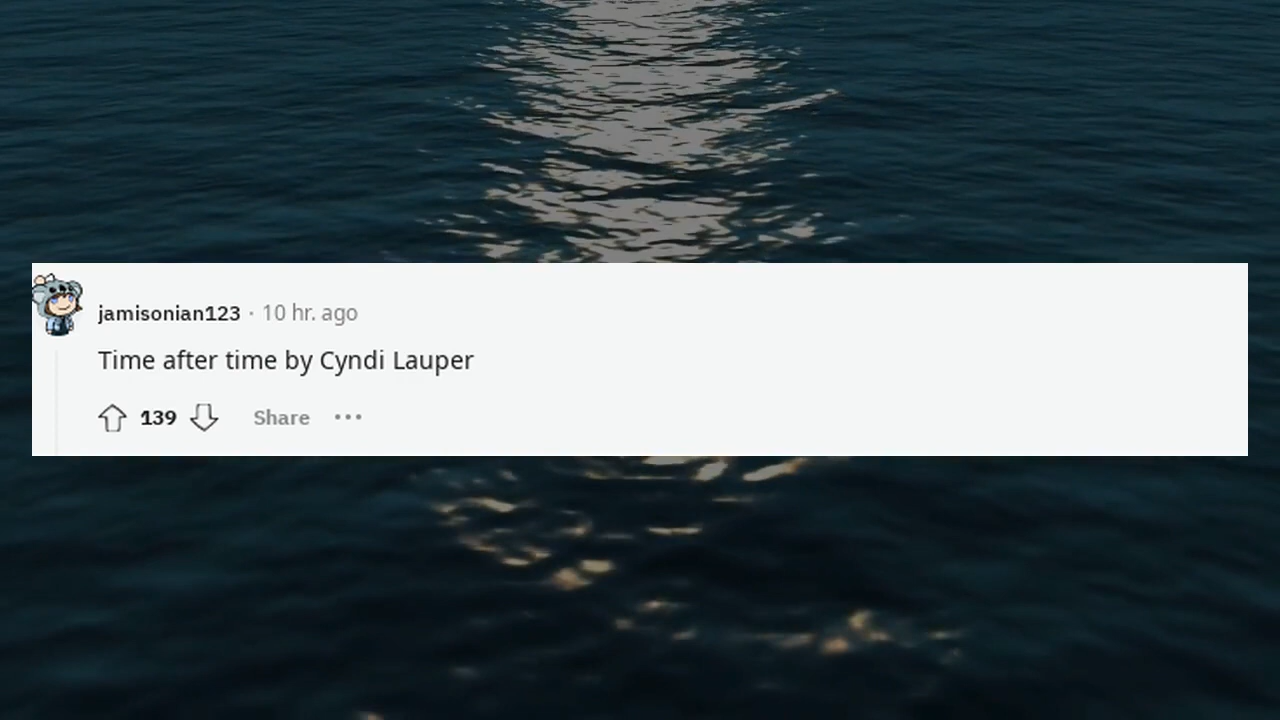 jamisonian123 · 10 hr. ago
Time after time by Cyndi Lauper
139 Share ···